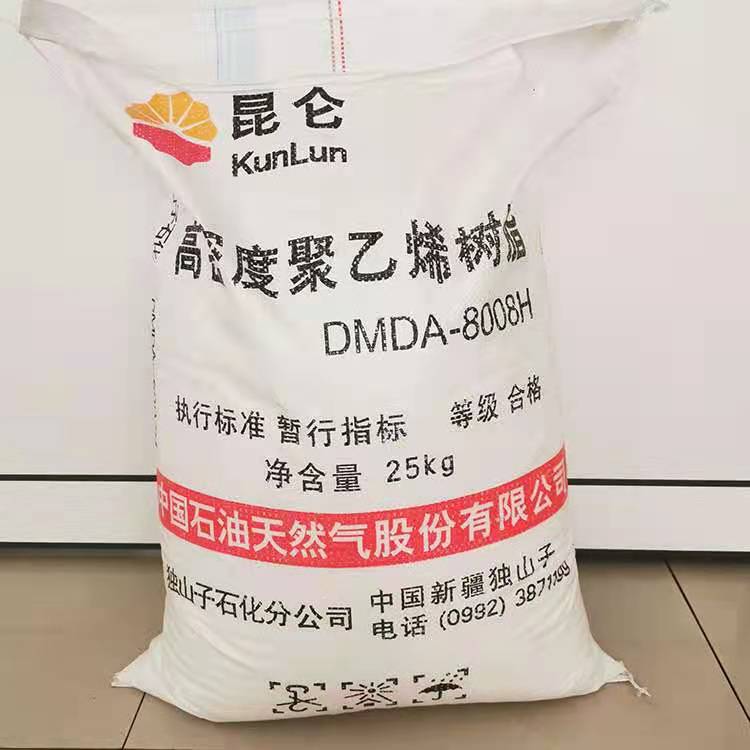 昆仑
KunLun
高密度聚乙烯树脂
DMDA-8008H
执行标准 暂行指标 等级 合格
净含量 25kg
中国石油天然气股份有限公司
独山子石化分公司
中国新疆独山子
电话 (0992)